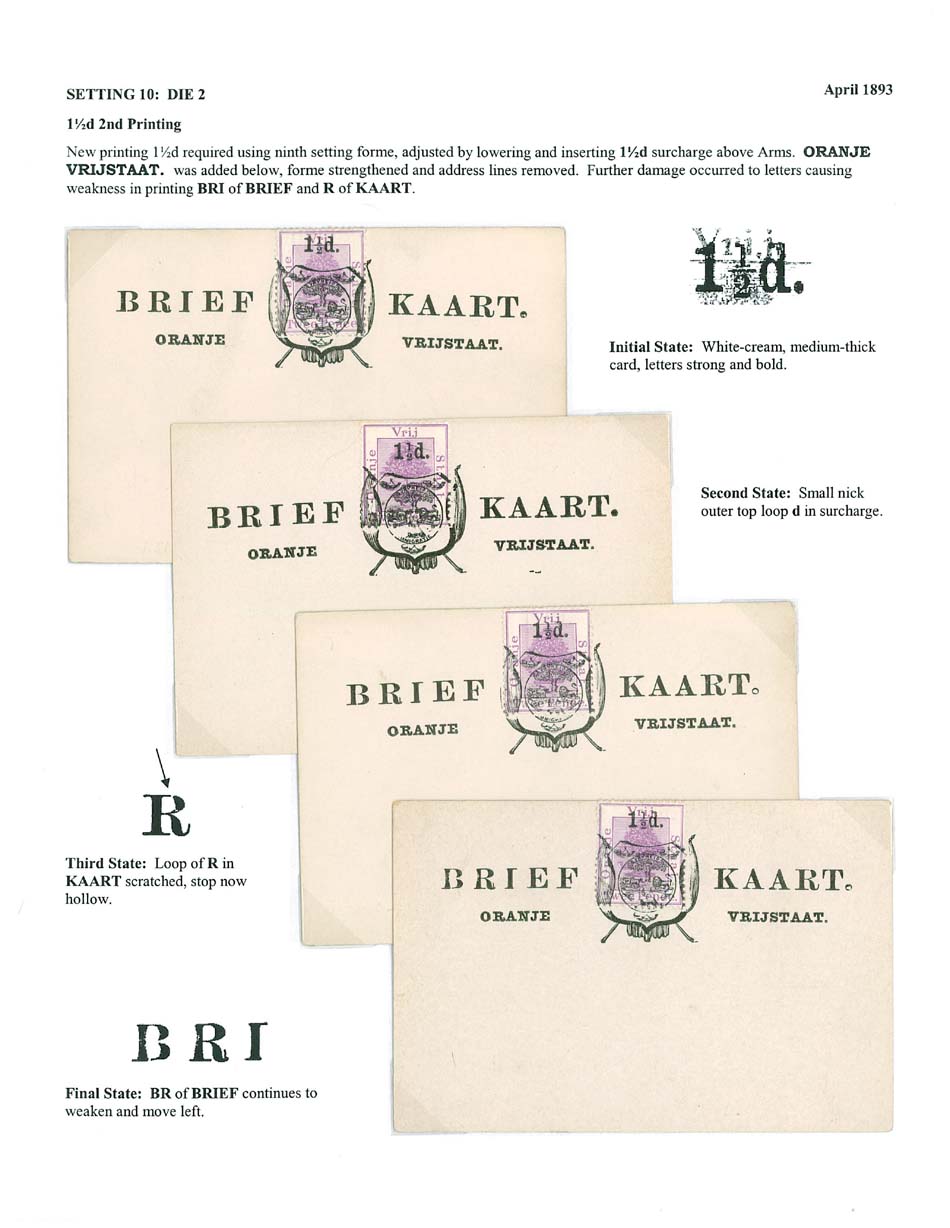 SETTING 10: DIE 2
April 1893
1½d 2nd Printing
New printing 1½d required using ninth setting forme, adjusted by lowering and inserting 1½d surcharge above Arms. ORANJE
VRIJSTAAT. was added below, forme strengthened and address lines removed. Further damage occurred to letters causing
weakness in printing BRI of BRIEF and R of KAART.
1½d.
BRIEF KAART.
ORANJE VRIJSTAAT.
Vrij
1½d.
Initial State: White-cream, medium-thick
card, letters strong and bold.
Vrij
1½d.
BRIEF KAART.
ORANJE VRIJSTAAT.
Second State: Small nick
outer top loop d in surcharge.
Vrij
1½d.
BRIEF KAART.
ORANJE VRIJSTAAT.
R
Third State: Loop of R in
KAART scratched, stop now
hollow.
Vrij
1½d.
BRIEF KAART.
ORANJE VRIJSTAAT.
BRI
Final State: BR of BRIEF continues to
weaken and move left.